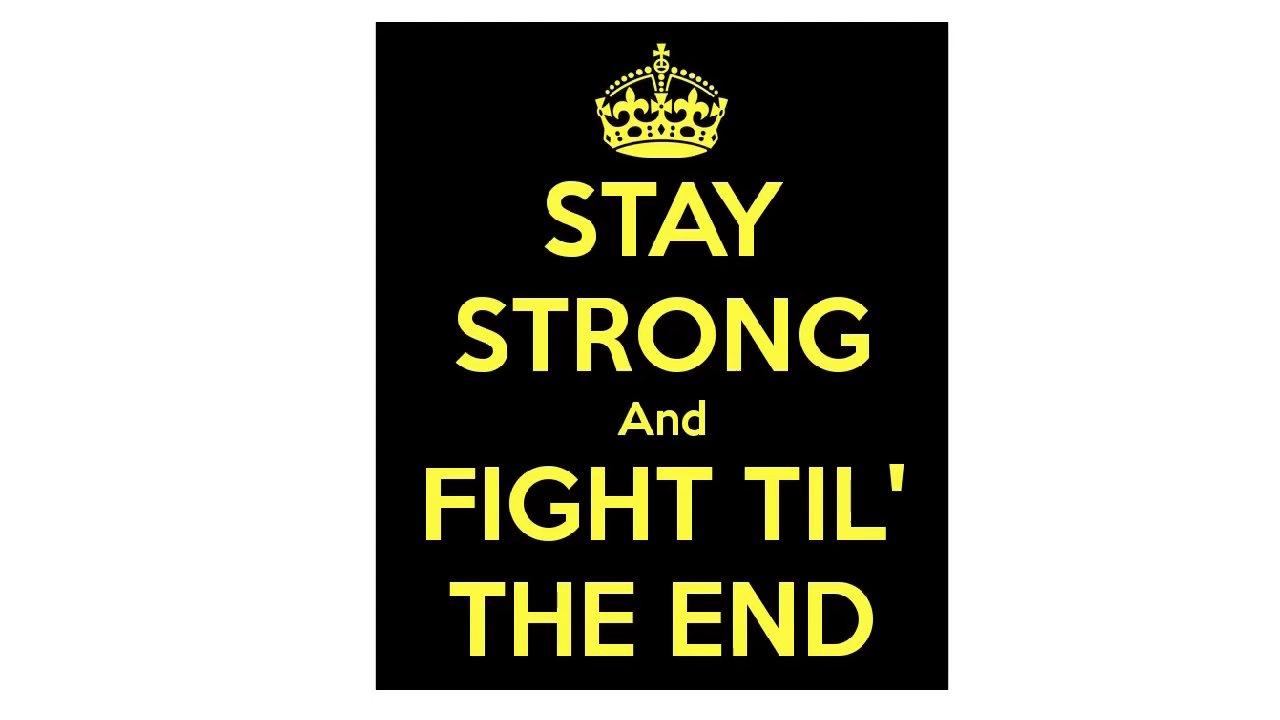 STAY
STRONG
And
FIGHT TIL'
THE END